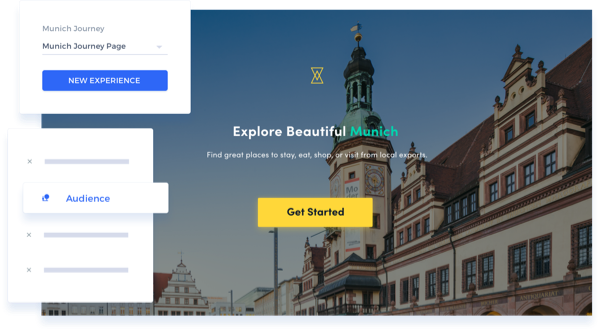 Munich Journey
Munich Journey Page
NEW EXPERIENCE
Explore Beautiful Munich
Find great places to stay, eat, shop, or visit from local experts.
Audience
Get Started